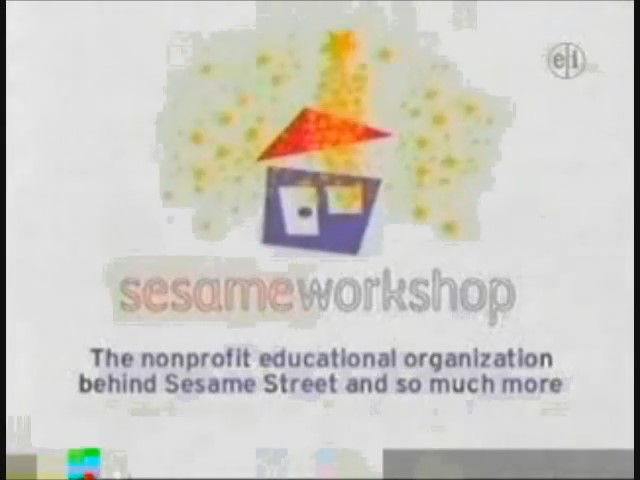 e/i
sesameworkshop
The nonprofit educational organization
behind Sesame Street and so much more